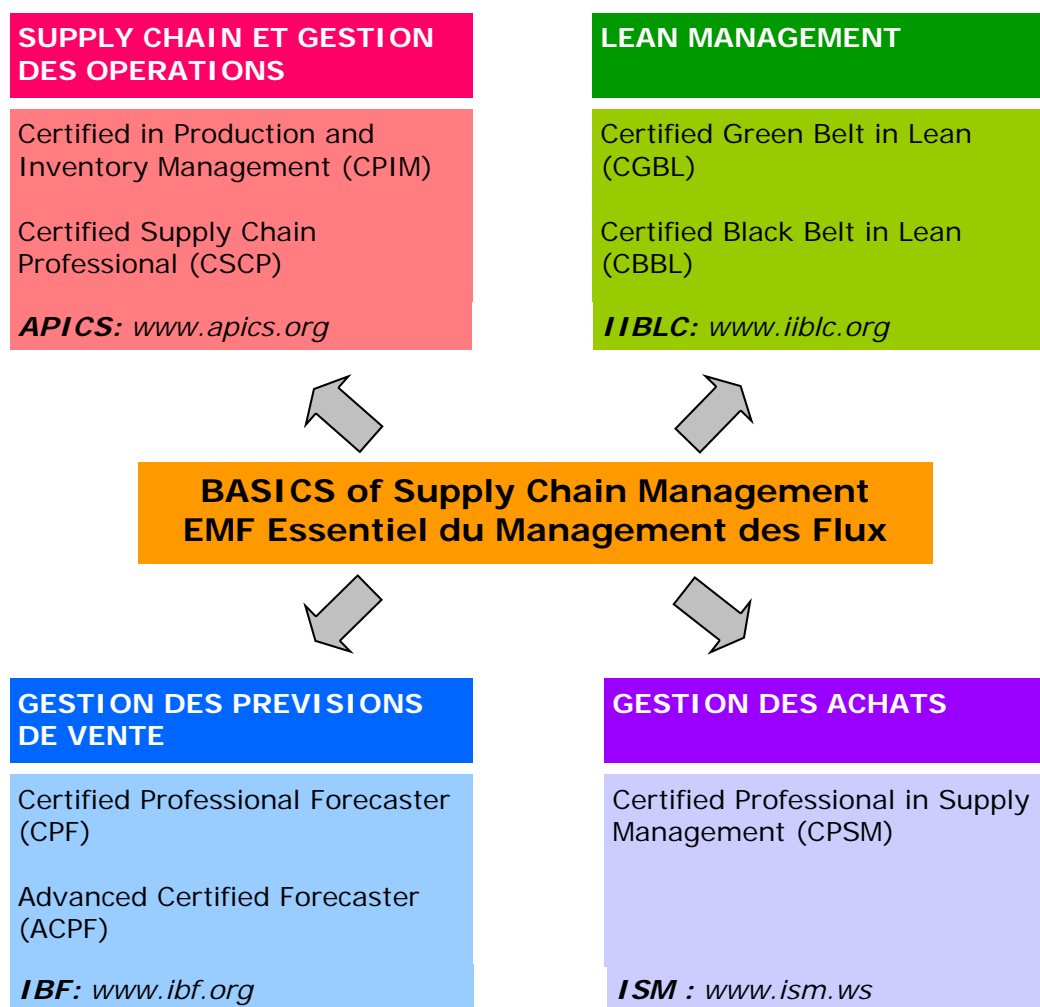 SUPPLY CHAIN ET GESTION
DES OPERATIONS
Certified in Production and
Inventory Management (CPIM)
Certified Supply Chain
Professional (CSCP)
APICS: www.apics.org
LEAN MANAGEMENT
Certified Green Belt in Lean
(CGBL)
Certified Black Belt in Lean
(CBBL)
IIBLC: www.iiblc.org
BASICS of Supply Chain Management
EMF Essentiel du Management des Flux
GESTION DES PREVISIONS
DE VENTE
Certified Professional Forecaster
(CPF)
Advanced Certified Forecaster
(ACPF)
IBF: www.ibf.org
GESTION DES ACHATS
Certified Professional in Supply
Management (CPSM)
ISM : www.ism.ws